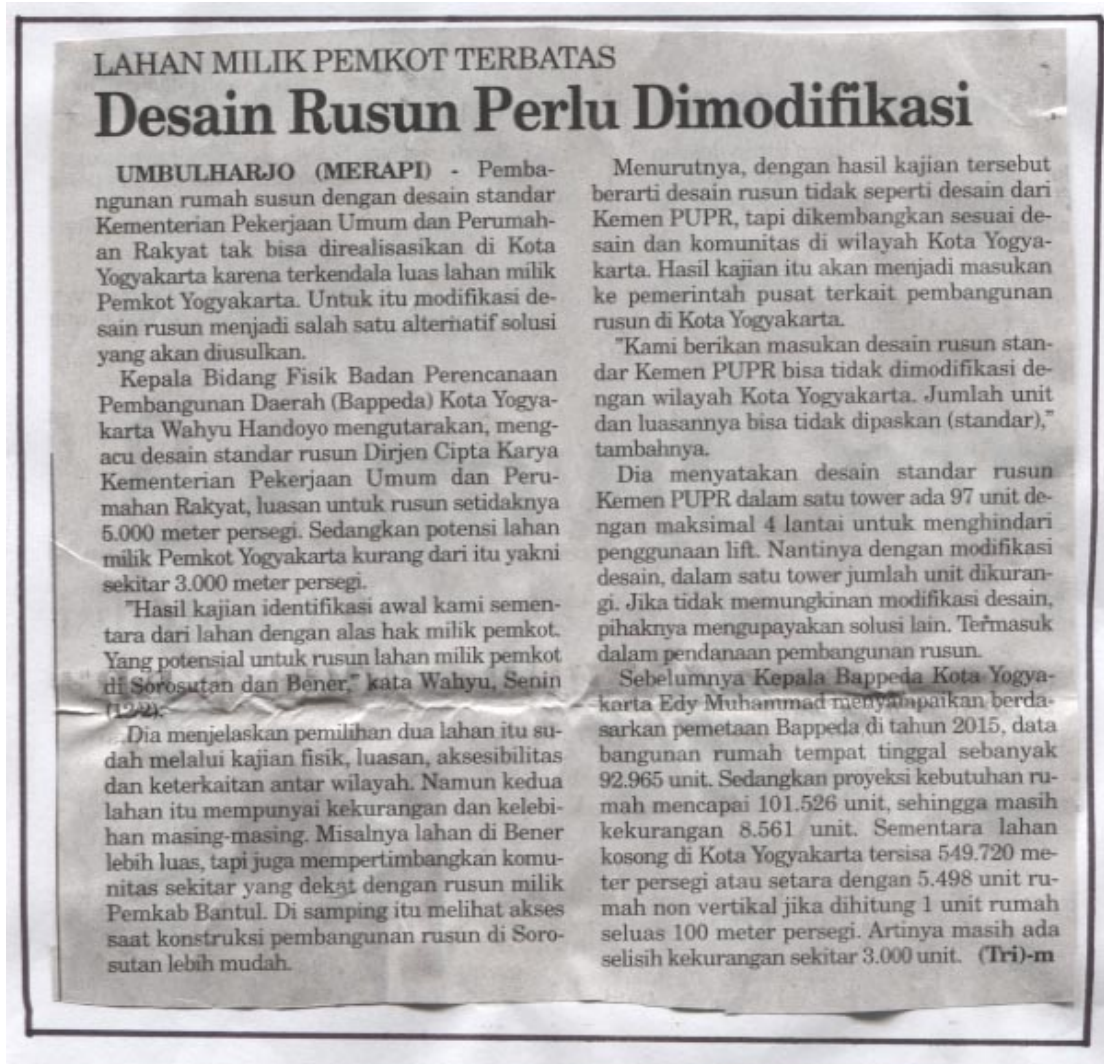 LAHAN MILIK PEMKOT TERBATAS
Desain Rusun Perlu Dimodifikasi
UMBULHARJO (MERAPI) - Pemba-
ngunan rumah susun dengan desain standar
Kementerian Pekerjaan Umum dan Perumah-
an Rakyat tak bisa direalisasikan di Kota
Yogyakarta karena terkendala luas lahan milik
Pemkot Yogyakarta. Untuk itu modifikasi de-
sain rusun menjadi salah satu alternatif solusi
yang akan diusulkan.
Kepala Bidang Fisik Badan Perencanaan
Pembangunan Daerah (Bappeda) Kota Yogya-
karta Wahyu Handoyo mengutarakan, meng-
acu desain standar rusun Dirjen Cipta Karya
Kementerian Pekerjaan Umum dan Peru-
mahan Rakyat, luasan untuk rusun setidaknya
5.000 meter persegi. Sedangkan potensi lahan
milik Pemkot Yogyakarta kurang dari itu yakni
sekitar 3.000 meter persegi.
"Hasil kajian identifikasi awal kami semen-
tara dari lahan dengan alas hak milik pemkot.
Yang potensial untuk rusun lahan milik pemkot
di Sorosutan dan Bener," kata Wahyu, Senin
(12/2).
Dia menjelaskan pemilihan dua lahan itu su-
dah melalui kajian fisik, luasan, aksesibilitas
dan keterkaitan antar wilayah. Namun kedua
lahan itu mempunyai kekurangan dan kelebi-
han masing-masing. Misalnya lahan di Bener
lebih luas, tapi juga mempertimbangkan komu-
nitas sekitar yang dekat dengan rusun milik
Pemkab Bantul. Di samping itu melihat akses
saat konstruksi pembangunan rusun di Soro-
sutan lebih mudah.
Menurutnya, dengan hasil kajian tersebut
berarti desain rusun tidak seperti desain dari
Kemen PUPR, tapi dikembangkan sesuai de-
sain dan komunitas di wilayah Kota Yogya-
karta. Hasil kajian itu akan menjadi masukan
ke pemerintah pusat terkait pembangunan
rusun di Kota Yogyakarta.
"Kami berikan masukan desain rusun stan-
dar Kemen PUPR bisa tidak dimodifikasi de-
ngan wilayah Kota Yogyakarta. Jumlah unit
dan luasannya bisa tidak dipaskan (standar),"
tambahnya.
Dia menyatakan desain standar rusun
Kemen PUPR dalam satu tower ada 97 unit de-
ngan maksimal 4 lantai untuk menghindari
penggunaan lift. Nantinya dengan modifikasi
desain, dalam satu tower jumlah unit dikuran-
gi. Jika tidak memungkinan modifikasi desain,
pihaknya mengupayakan solusi lain. Termasuk
dalam pendanaan pembangunan rusun.
Sebelumnya Kepala Bappeda Kota Yogya-
karta Edy Muhammad menyampaikan berda-
sarkan pemetaan Bappeda di tahun 2015, data
bangunan rumah tempat tinggal sebanyak
92.965 unit. Sedangkan proyeksi kebutuhan ru-
mah mencapai 101.526 unit, sehingga masih
kekurangan 8.561 unit. Sementara lahan
kosong di Kota Yogyakarta tersisa 549.720 me-
ter persegi atau setara dengan 5.498 unit ru-
mah non vertikal jika dihitung 1 unit rumah
seluas 100 meter persegi. Artinya masih ada
selisih kekurangan sekitar 3.000 unit. (Tri)-m